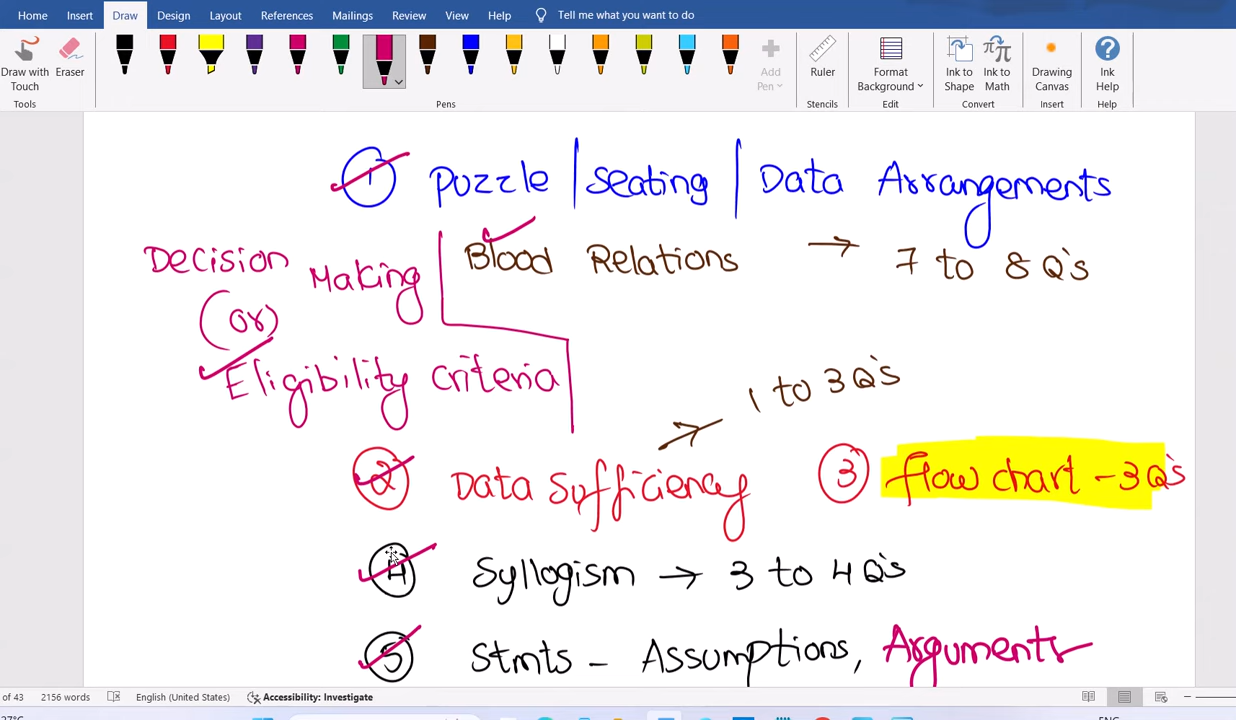 Home Insert Draw Design Layout References Mailings Review View Help Tell me what you want to do
Draw with Touch Eraser Add Pen Ruler Format Background Ink to Shape Ink to Math Drawing Canvas Ink Help
Tools Pens Stencils Edit Convert Insert Help
1 Puzzle | Seating | Data Arrangements
Decision Making Blood Relations → 7 to 8 Q's
(or)
Eligibility criteria
1 to 3 Q's
2 Data Sufficiency 3 flow chart - 3 Q's
4 Syllogism → 3 to 4 Q's
5 Stmts - Assumptions, Arguments
of 43 2156 words English (United States) Accessibility: Investigate